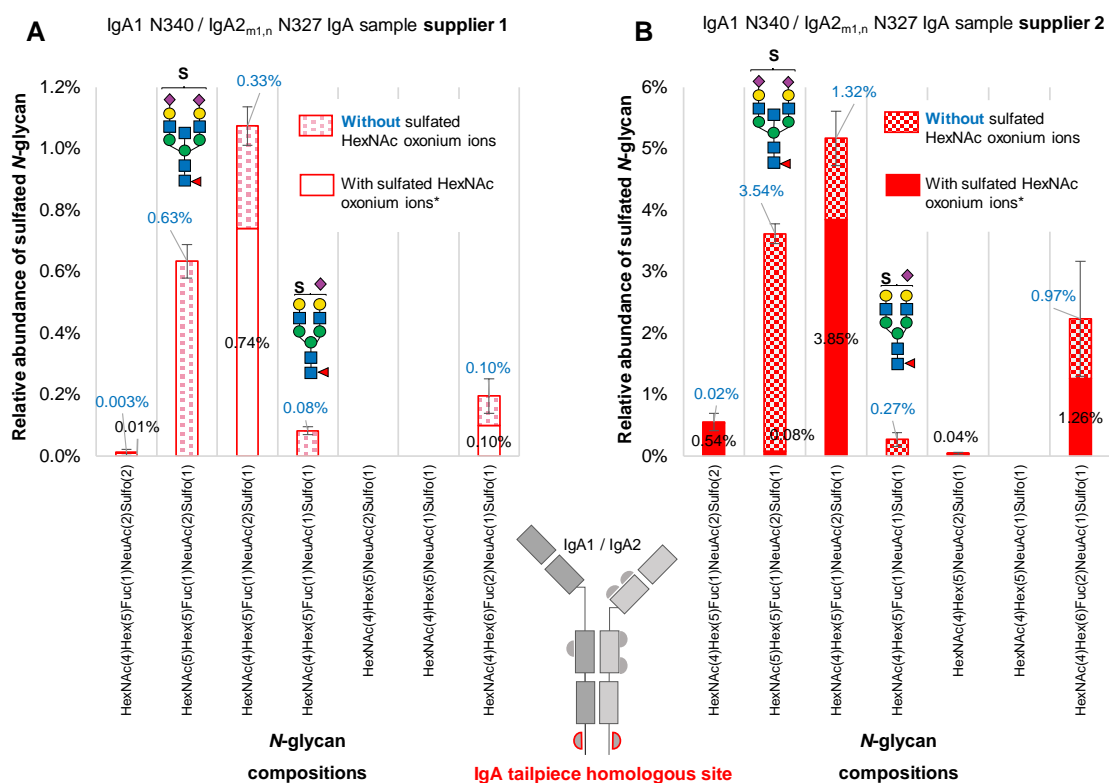 A
IgA1 N340 / IgA2m1,n N327 IgA sample supplier 1
Relative abundance of sulfated N-glycan
1.2%
1.0%
0.8%
0.6%
0.4%
0.2%
0.0%
S
0.33%
Without sulfated
HexNAc oxonium ions
With sulfated HexNAc
oxonium ions*
0.63%
S
0.74%
0.003%
0.01%
0.08%
0.10%
0.10%
HexNAc(4)Hex(5)Fuc(1)NeuAc(2)Sulfo(2)
HexNAc(5)Hex(5)Fuc(1)NeuAc(2)Sulfo(1)
HexNAc(4)Hex(5)Fuc(1)NeuAc(2)Sulfo(1)
HexNAc(4)Hex(5)Fuc(1)NeuAc(1)Sulfo(1)
HexNAc(4)Hex(5)NeuAc(2)Sulfo(1)
HexNAc(4)Hex(5)NeuAc(1)Sulfo(1)
HexNAc(4)Hex(6)Fuc(2)NeuAc(1)Sulfo(1)
N-glycan
compositions
IgA1 / IgA2
IgA tailpiece homologous site
B
IgA1 N340 / IgA2m1,n N327 IgA sample supplier 2
Relative abundance of sulfated N-glycan
6%
5%
4%
3%
2%
1%
0%
S
1.32%
Without sulfated
HexNAc oxonium ions
With sulfated HexNAc
oxonium ions*
3.54%
S
3.85%
0.02%
0.54%
0.08%
0.27%
0.04%
0.97%
1.26%
HexNAc(4)Hex(5)Fuc(1)NeuAc(2)Sulfo(2)
HexNAc(5)Hex(5)Fuc(1)NeuAc(2)Sulfo(1)
HexNAc(4)Hex(5)Fuc(1)NeuAc(2)Sulfo(1)
HexNAc(4)Hex(5)Fuc(1)NeuAc(1)Sulfo(1)
HexNAc(4)Hex(5)NeuAc(2)Sulfo(1)
HexNAc(4)Hex(5)NeuAc(1)Sulfo(1)
HexNAc(4)Hex(6)Fuc(2)NeuAc(1)Sulfo(1)
N-glycan
compositions